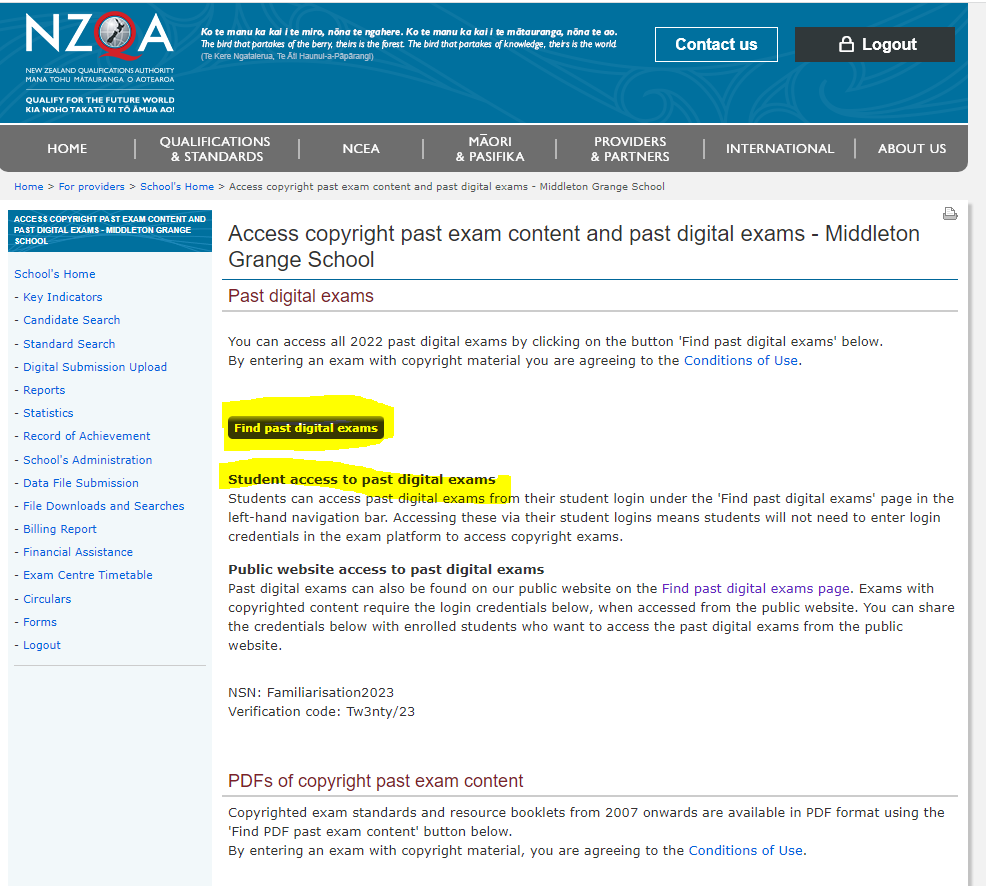 NZQA
NEW ZEALAND QUALIFICATIONS AUTHORITY
MANA TOHU MATAURANGA O AOTEAROA
QUALIFY FOR THE FUTURE WORLD
KIA NOHO TAKATŪ KI TŌ ĀMUA AO!
Ko te manu ka kai i te miro, nōna te ngahere. Ko te manu ka kai i te mātauranga, nōna te ao.
The bird that partakes of the berry, theirs is the forest. The bird that partakes of knowledge, theirs is the world.
(Te Kere Ngataierua, Te Āti Haunui-a-Pāpārangi)
Contact us
Logout
HOME
QUALIFICATIONS
& STANDARDS
NCEA
MĀORI
& PASIFIKA
PROVIDERS
& PARTNERS
INTERNATIONAL
ABOUT US
Home > For providers > School's Home > Access copyright past exam content and past digital exams - Middleton Grange School
ACCESS COPYRIGHT PAST EXAM CONTENT AND
PAST DIGITAL EXAMS - MIDDLETON GRANGE
SCHOOL
School's Home
- Key Indicators
- Candidate Search
- Standard Search
- Digital Submission Upload
- Reports
- Statistics
- Record of Achievement
- School's Administration
- Data File Submission
- File Downloads and Searches
- Billing Report
- Financial Assistance
- Exam Centre Timetable
- Circulars
- Forms
- Logout
Access copyright past exam content and past digital exams - Middleton
Grange School
Past digital exams
You can access all 2022 past digital exams by clicking on the button 'Find past digital exams' below.
By entering an exam with copyright material you are agreeing to the Conditions of Use.
Find past digital exams
Student access to past digital exams
Students can access past digital exams from their student login under the 'Find past digital exams' page in the
left-hand navigation bar. Accessing these via their student logins means students will not need to enter login
credentials in the exam platform to access copyright exams.
Public website access to past digital exams
Past digital exams can also be found on our public website on the Find past digital exams page. Exams with
copyrighted content require the login credentials below, when accessed from the public website. You can share
the credentials below with enrolled students who want to access the past digital exams from the public
website.
NSN: Familiarisation2023
Verification code: Tw3nty/23
PDFs of copyright past exam content
Copyrighted exam standards and resource booklets from 2007 onwards are available in PDF format using the
'Find PDF past exam content' button below.
By entering an exam with copyright material, you are agreeing to the Conditions of Use.